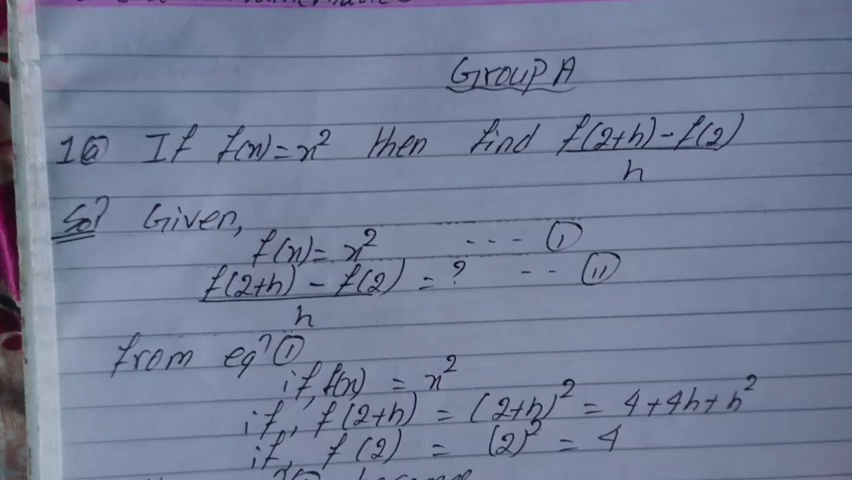 Group A
1(a) If f(x) = x² then find f(2+h) - f(2)
h
Solⁿ Given,
f(x) = x² --- (i)
f(2+h) - f(2) = ? -- (ii)
h
from eqⁿ (i)
if, f(x) = x²
if, f(2+h) = (2+h)² = 4+4h+h²
if, f(2) = (2)² = 4